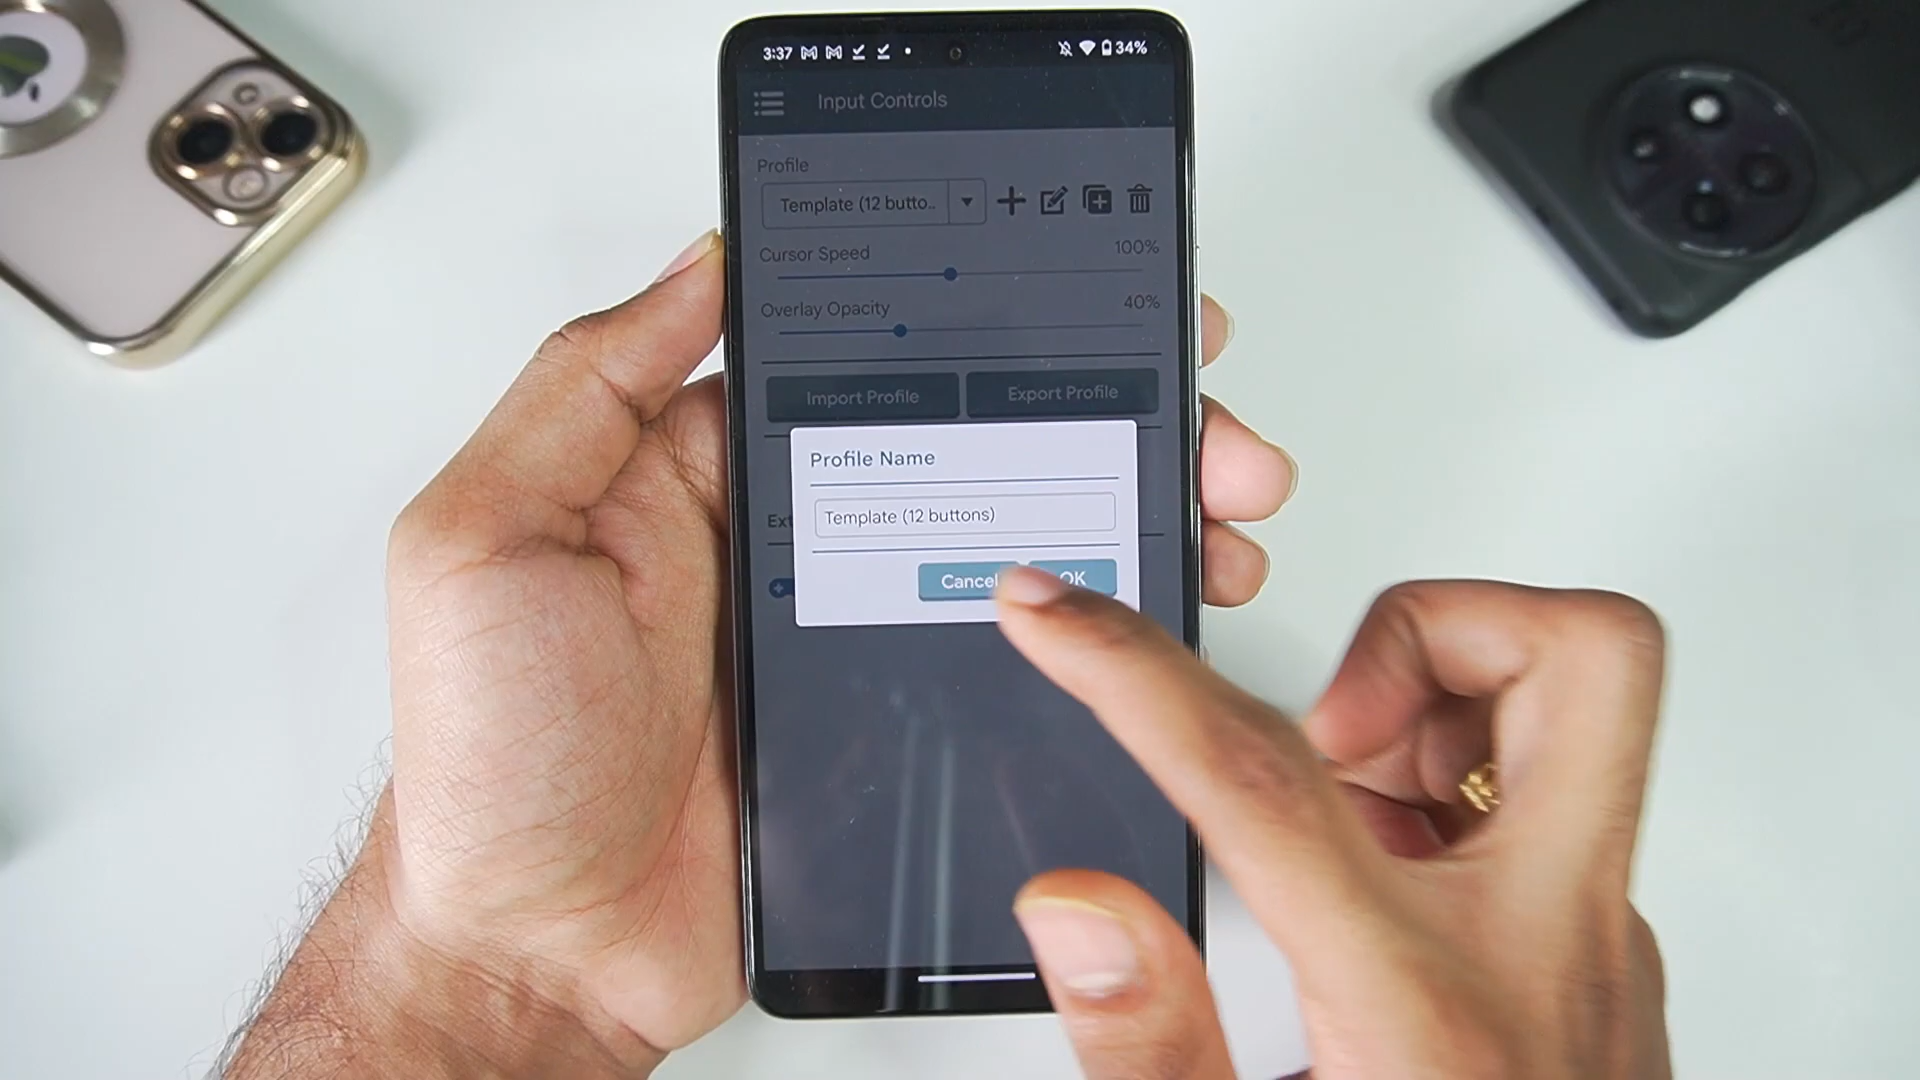 3:37
34%
Input Controls
Profile
Template (12 butto..
Cursor Speed
100%
Overlay Opacity
40%
Import Profile
Export Profile
Profile Name
Template (12 buttons)
Ext
Cancel
OK